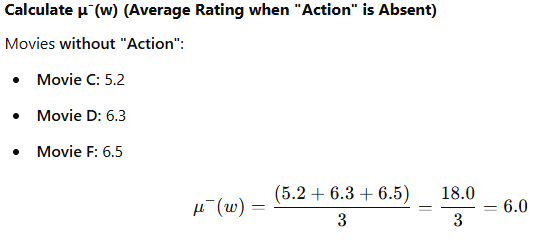 Calculate μ⁻(w) (Average Rating when "Action" is Absent)
Movies without "Action":
• Movie C: 5.2
• Movie D: 6.3
• Movie F: 6.5
μ⁻(w) = (5.2 + 6.3 + 6.5) / 3 = 18.0 / 3 = 6.0